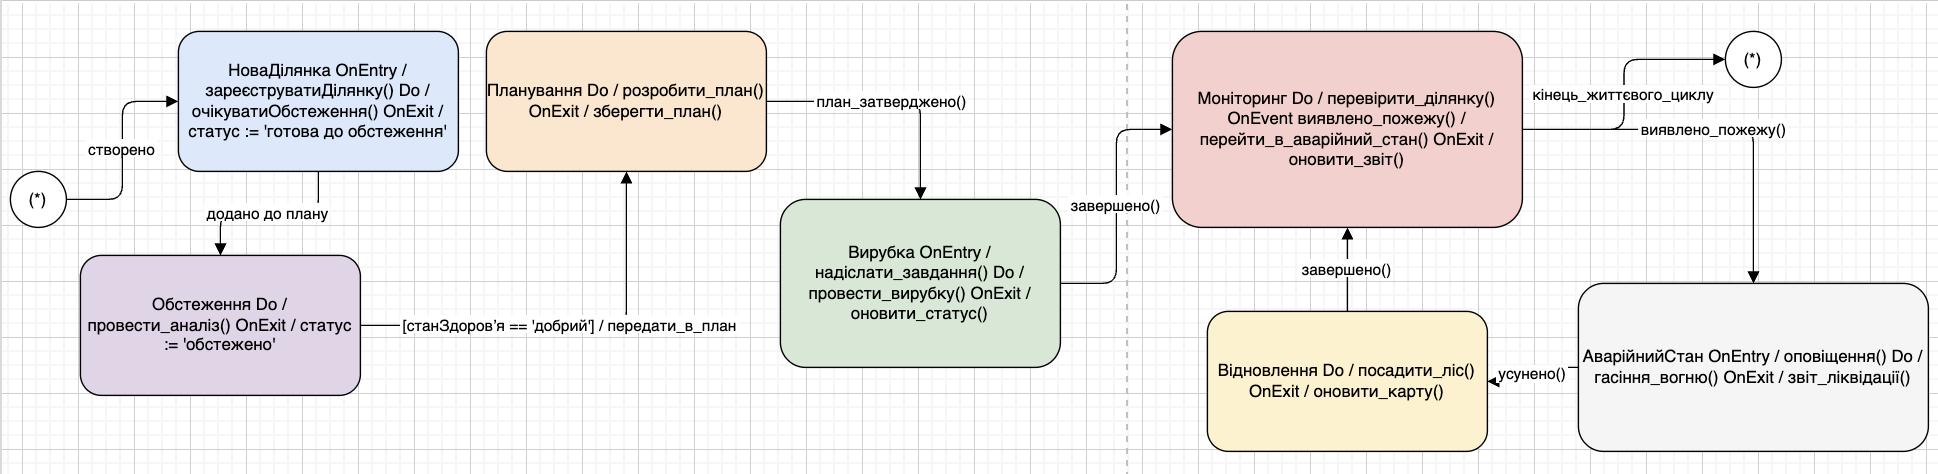 (*)
створено
НоваДілянка OnEntry /
зареєструватиДілянку() Do /
очікуватиОбстеження() OnExit /
статус := 'готова до обстеження'
додано до плану
Обстеження Do /
провести_аналіз() OnExit / статус
:= 'обстежено'
[станЗдоров'я == 'добрий'] / передати_в_план
Планування Do / розробити_план()
OnExit / зберегти_план()
план_затверджено()
Вирубка OnEntry /
надіслати_завдання() Do /
провести_вирубку() OnExit /
оновити_статус()
завершено()
Моніторинг Do / перевірити_ділянку()
OnEvent виявлено_пожежу() /
перейти_в_аварійний_стан() OnExit /
оновити_звіт()
кінець_життєвого_циклу
(*)
виявлено_пожежу()
АварійнийСтан OnEntry / оповіщення() Do /
гасіння_вогню() OnExit / звіт_ліквідації()
усунено()
Відновлення Do / посадити_ліс()
OnExit / оновити_карту()
завершено()